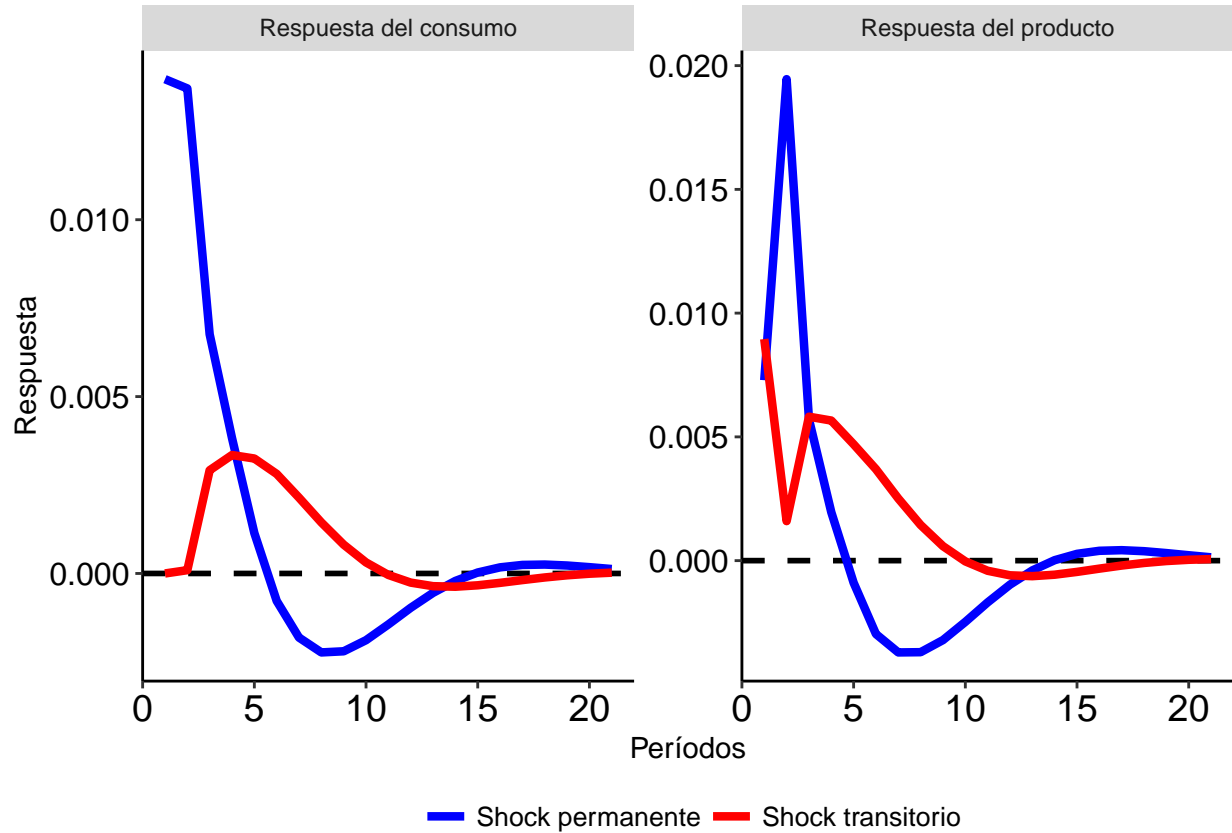 Respuesta del consumo
Respuesta del producto
Respuesta
0.010
0.005
0.000
0.020
0.015
0.010
0.005
0.000
0 5 10 15 20
0 5 10 15 20
Períodos
Shock permanente Shock transitorio